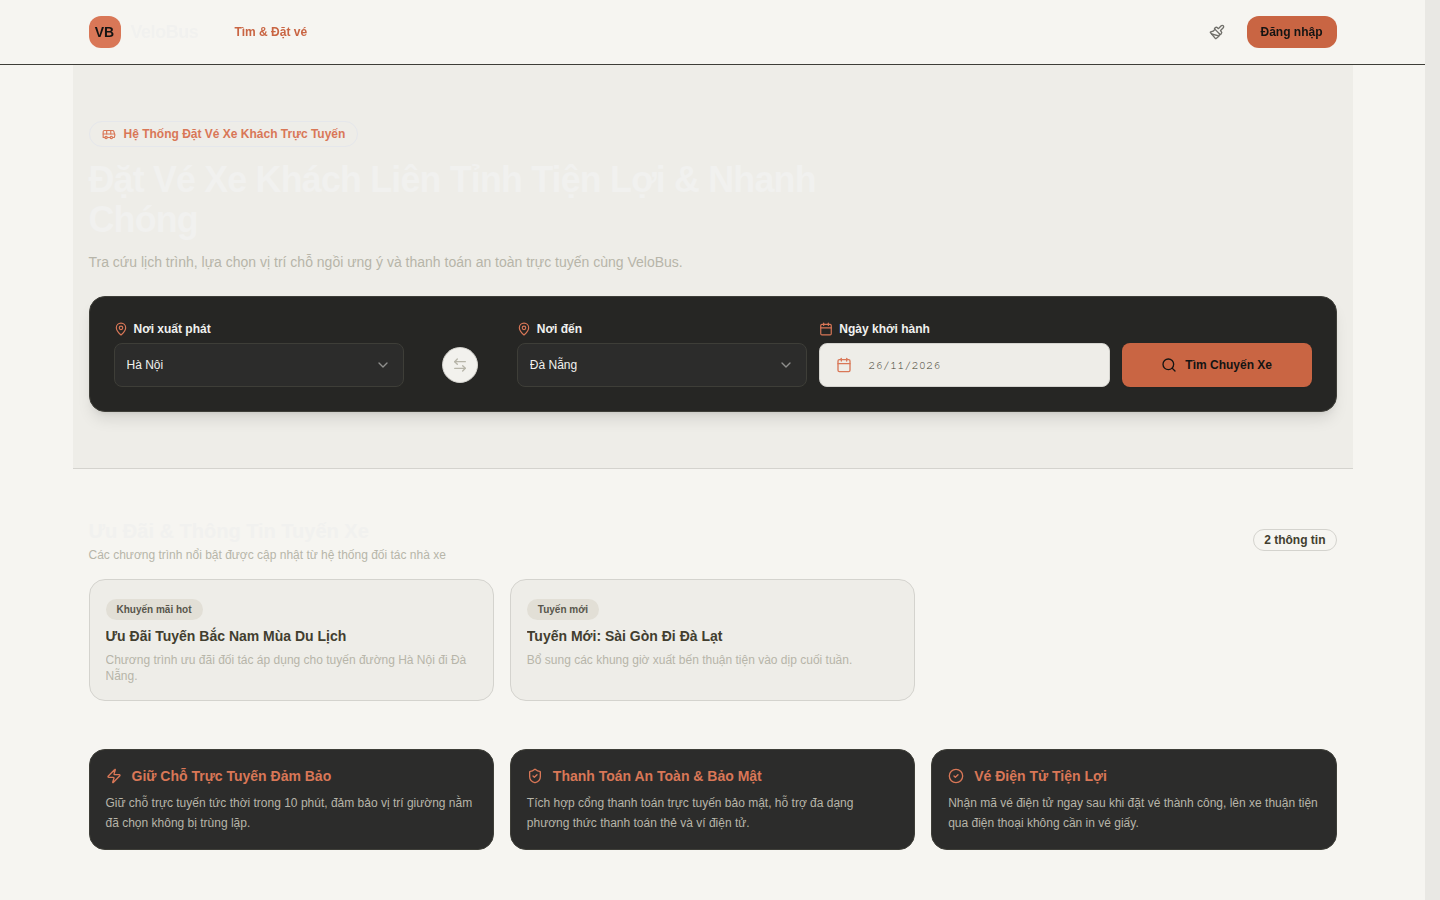 VB VeloBus
Tìm & Đặt vé
Đăng nhập
Hệ Thống Đặt Vé Xe Khách Trực Tuyến
Đặt Vé Xe Khách Liên Tỉnh Tiện Lợi & Nhanh
Chóng
Tra cứu lịch trình, lựa chọn vị trí chỗ ngồi ưng ý và thanh toán an toàn trực tuyến cùng VeloBus.
Nơi xuất phát
Hà Nội
Nơi đến
Đà Nẵng
Ngày khởi hành
26/11/2026
Tìm Chuyến Xe
Ưu Đãi & Thông Tin Tuyến Xe
Các chương trình nổi bật được cập nhật từ hệ thống đối tác nhà xe
2 thông tin
Khuyến mãi hot
Ưu Đãi Tuyến Bắc Nam Mùa Du Lịch
Chương trình ưu đãi đối tác áp dụng cho tuyến đường Hà Nội đi Đà
Nẵng.
Tuyến mới
Tuyến Mới: Sài Gòn Đi Đà Lạt
Bổ sung các khung giờ xuất bến thuận tiện vào dịp cuối tuần.
Giữ Chỗ Trực Tuyến Đảm Bảo
Giữ chỗ trực tuyến tức thời trong 10 phút, đảm bảo vị trí giường nằm
đã chọn không bị trùng lặp.
Thanh Toán An Toàn & Bảo Mật
Tích hợp cổng thanh toán trực tuyến bảo mật, hỗ trợ đa dạng
phương thức thanh toán thẻ và ví điện tử.
Vé Điện Tử Tiện Lợi
Nhận mã vé điện tử ngay sau khi đặt vé thành công, lên xe thuận tiện
qua điện thoại không cần in vé giấy.